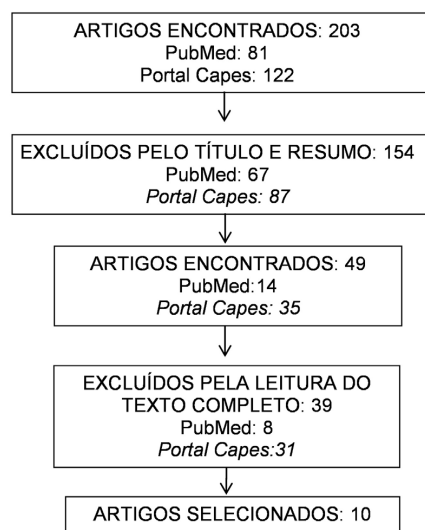 ARTIGOS ENCONTRADOS: 203
PubMed: 81
Portal Capes: 122
EXCLUÍDOS PELO TÍTULO E RESUMO: 154
PubMed: 67
Portal Capes: 87
ARTIGOS ENCONTRADOS: 49
PubMed:14
Portal Capes: 35
EXCLUÍDOS PELA LEITURA DO
TEXTO COMPLETO: 39
PubMed: 8
Portal Capes:31
ARTIGOS SELECIONADOS: 10